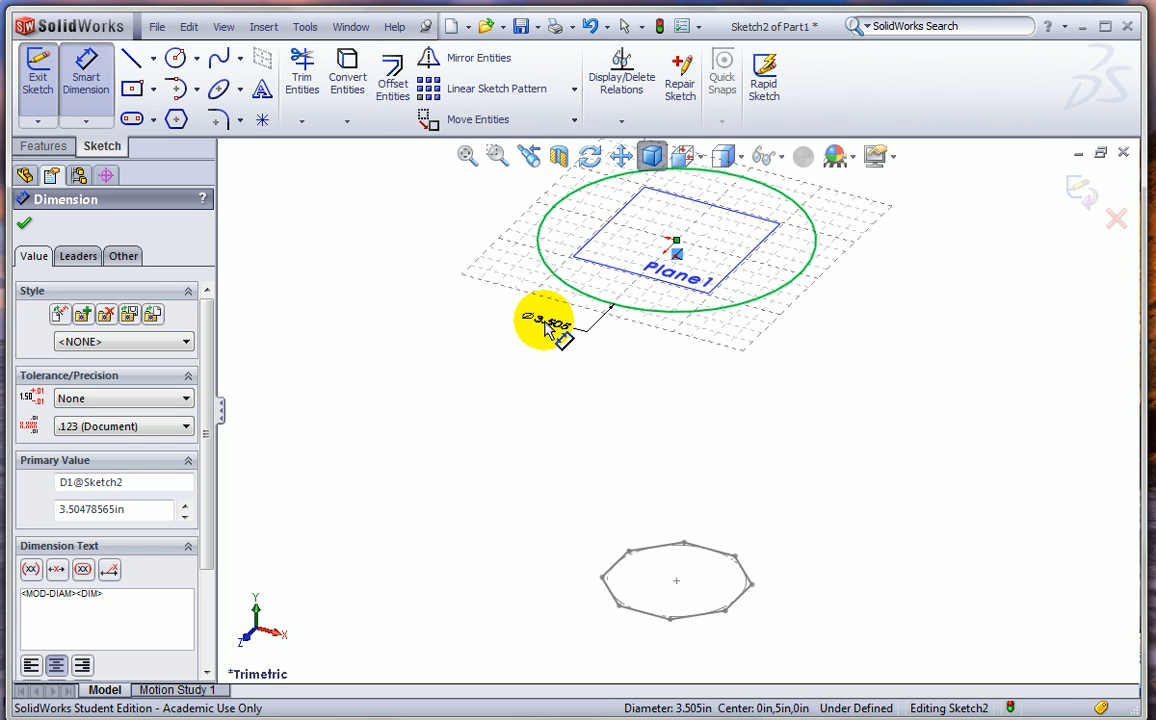 SolidWorks File Edit View Insert Tools Window Help Sketch2 of Part1 * SolidWorks Search ?
Exit Sketch
Smart Dimension
Trim Entities
Convert Entities
Offset Entities
Mirror Entities
Linear Sketch Pattern
Move Entities
Display/Delete Relations
Repair Sketch
Quick Snaps
Rapid Sketch
Features Sketch
Dimension ?
Value Leaders Other
Style
<NONE>
Tolerance/Precision
None
.123 (Document)
Primary Value
D1@Sketch2
3.50478565in
Dimension Text
<MOD-DIAM><DIM>
Plane1
⌀3.505
Y
X
Z
*Trimetric
Model Motion Study 1
SolidWorks Student Edition - Academic Use Only Diameter: 3.505in Center: 0in,5in,0in Under Defined Editing Sketch2